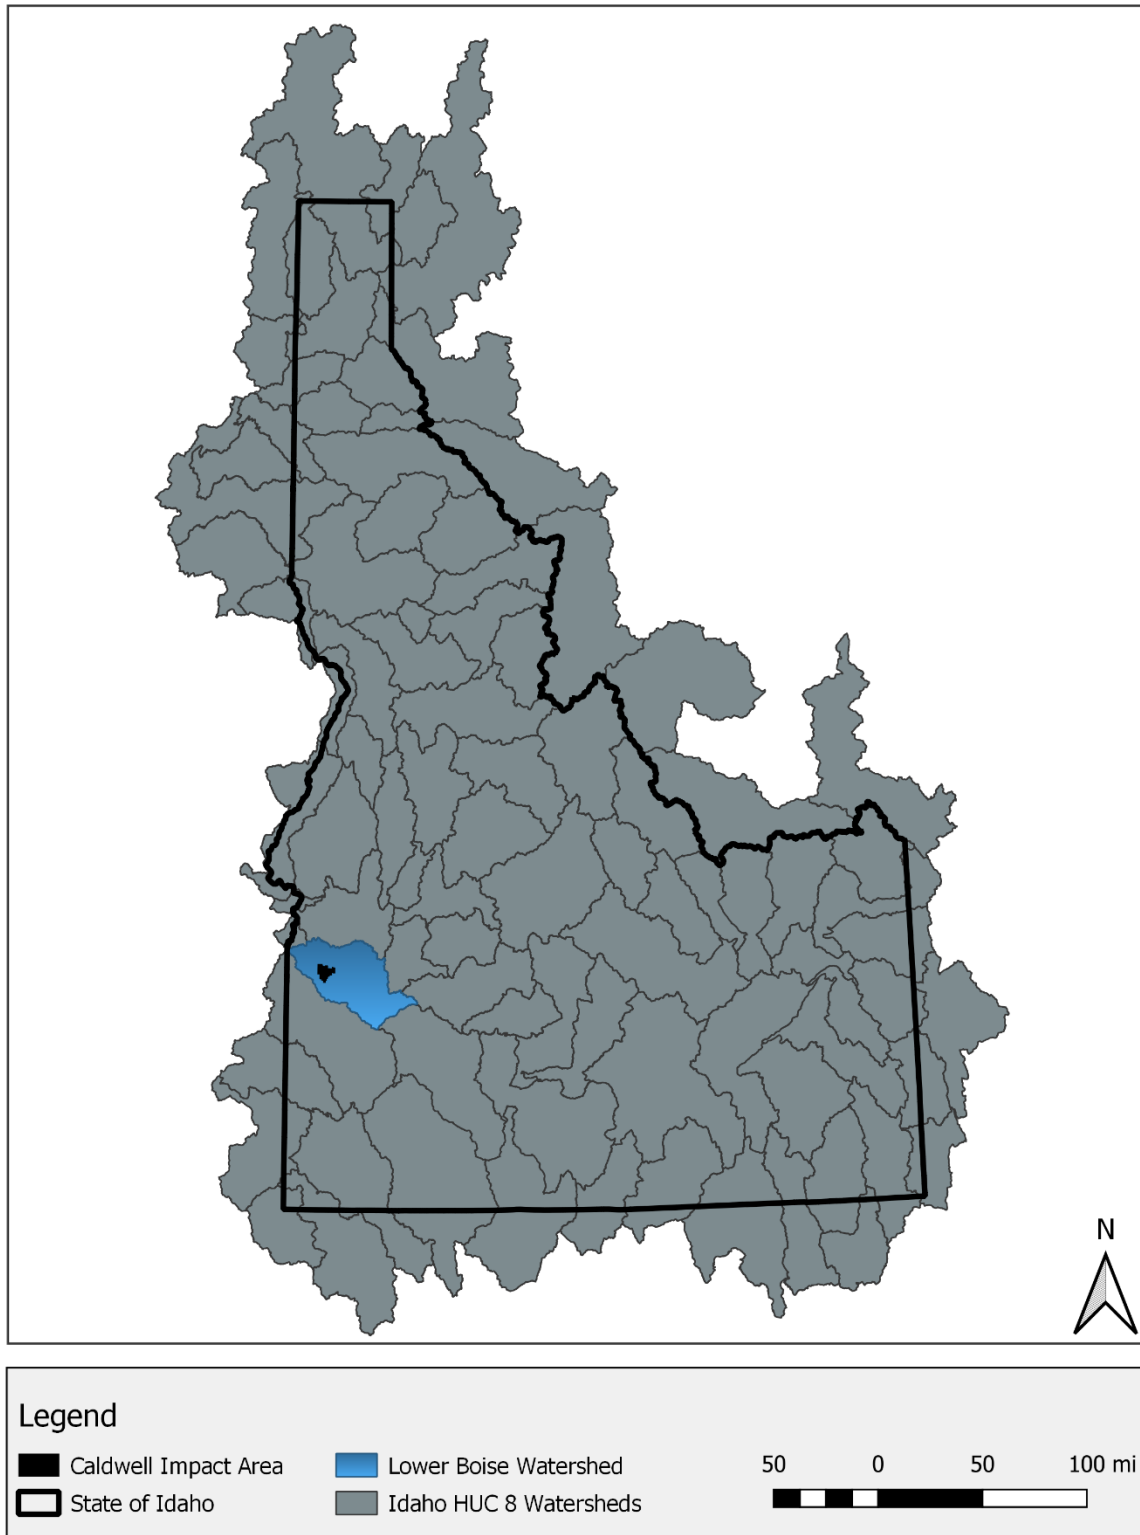 N
Legend
Caldwell Impact Area
Lower Boise Watershed
State of Idaho
Idaho HUC 8 Watersheds
50 0 50 100 mi